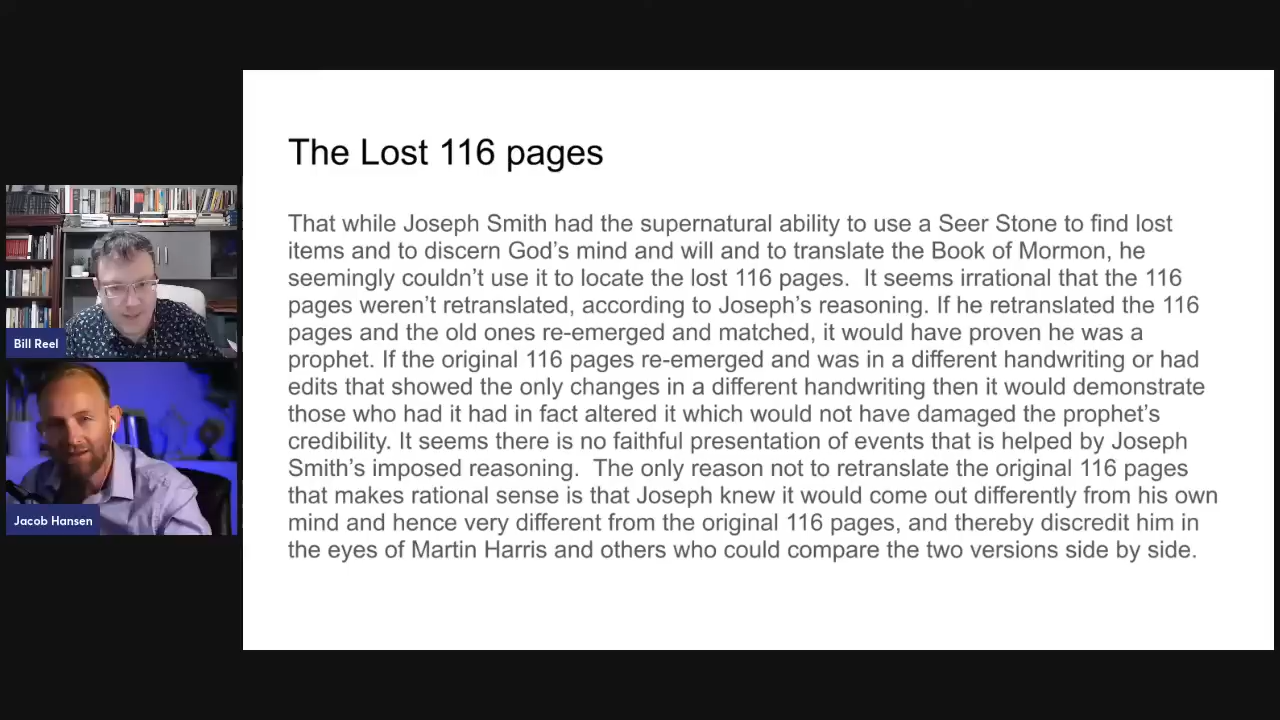 The Lost 116 pages
That while Joseph Smith had the supernatural ability to use a Seer Stone to find lost
items and to discern God’s mind and will and to translate the Book of Mormon, he
seemingly couldn’t use it to locate the lost 116 pages.  It seems irrational that the 116
pages weren’t retranslated, according to Joseph’s reasoning. If he retranslated the 116
pages and the old ones re-emerged and matched, it would have proven he was a
prophet. If the original 116 pages re-emerged and was in a different handwriting or had
edits that showed the only changes in a different handwriting then it would demonstrate
those who had it had in fact altered it which would not have damaged the prophet’s
credibility. It seems there is no faithful presentation of events that is helped by Joseph
Smith’s imposed reasoning.  The only reason not to retranslate the original 116 pages
that makes rational sense is that Joseph knew it would come out differently from his own
mind and hence very different from the original 116 pages, and thereby discredit him in
the eyes of Martin Harris and others who could compare the two versions side by side.
Bill Reel
Jacob Hansen